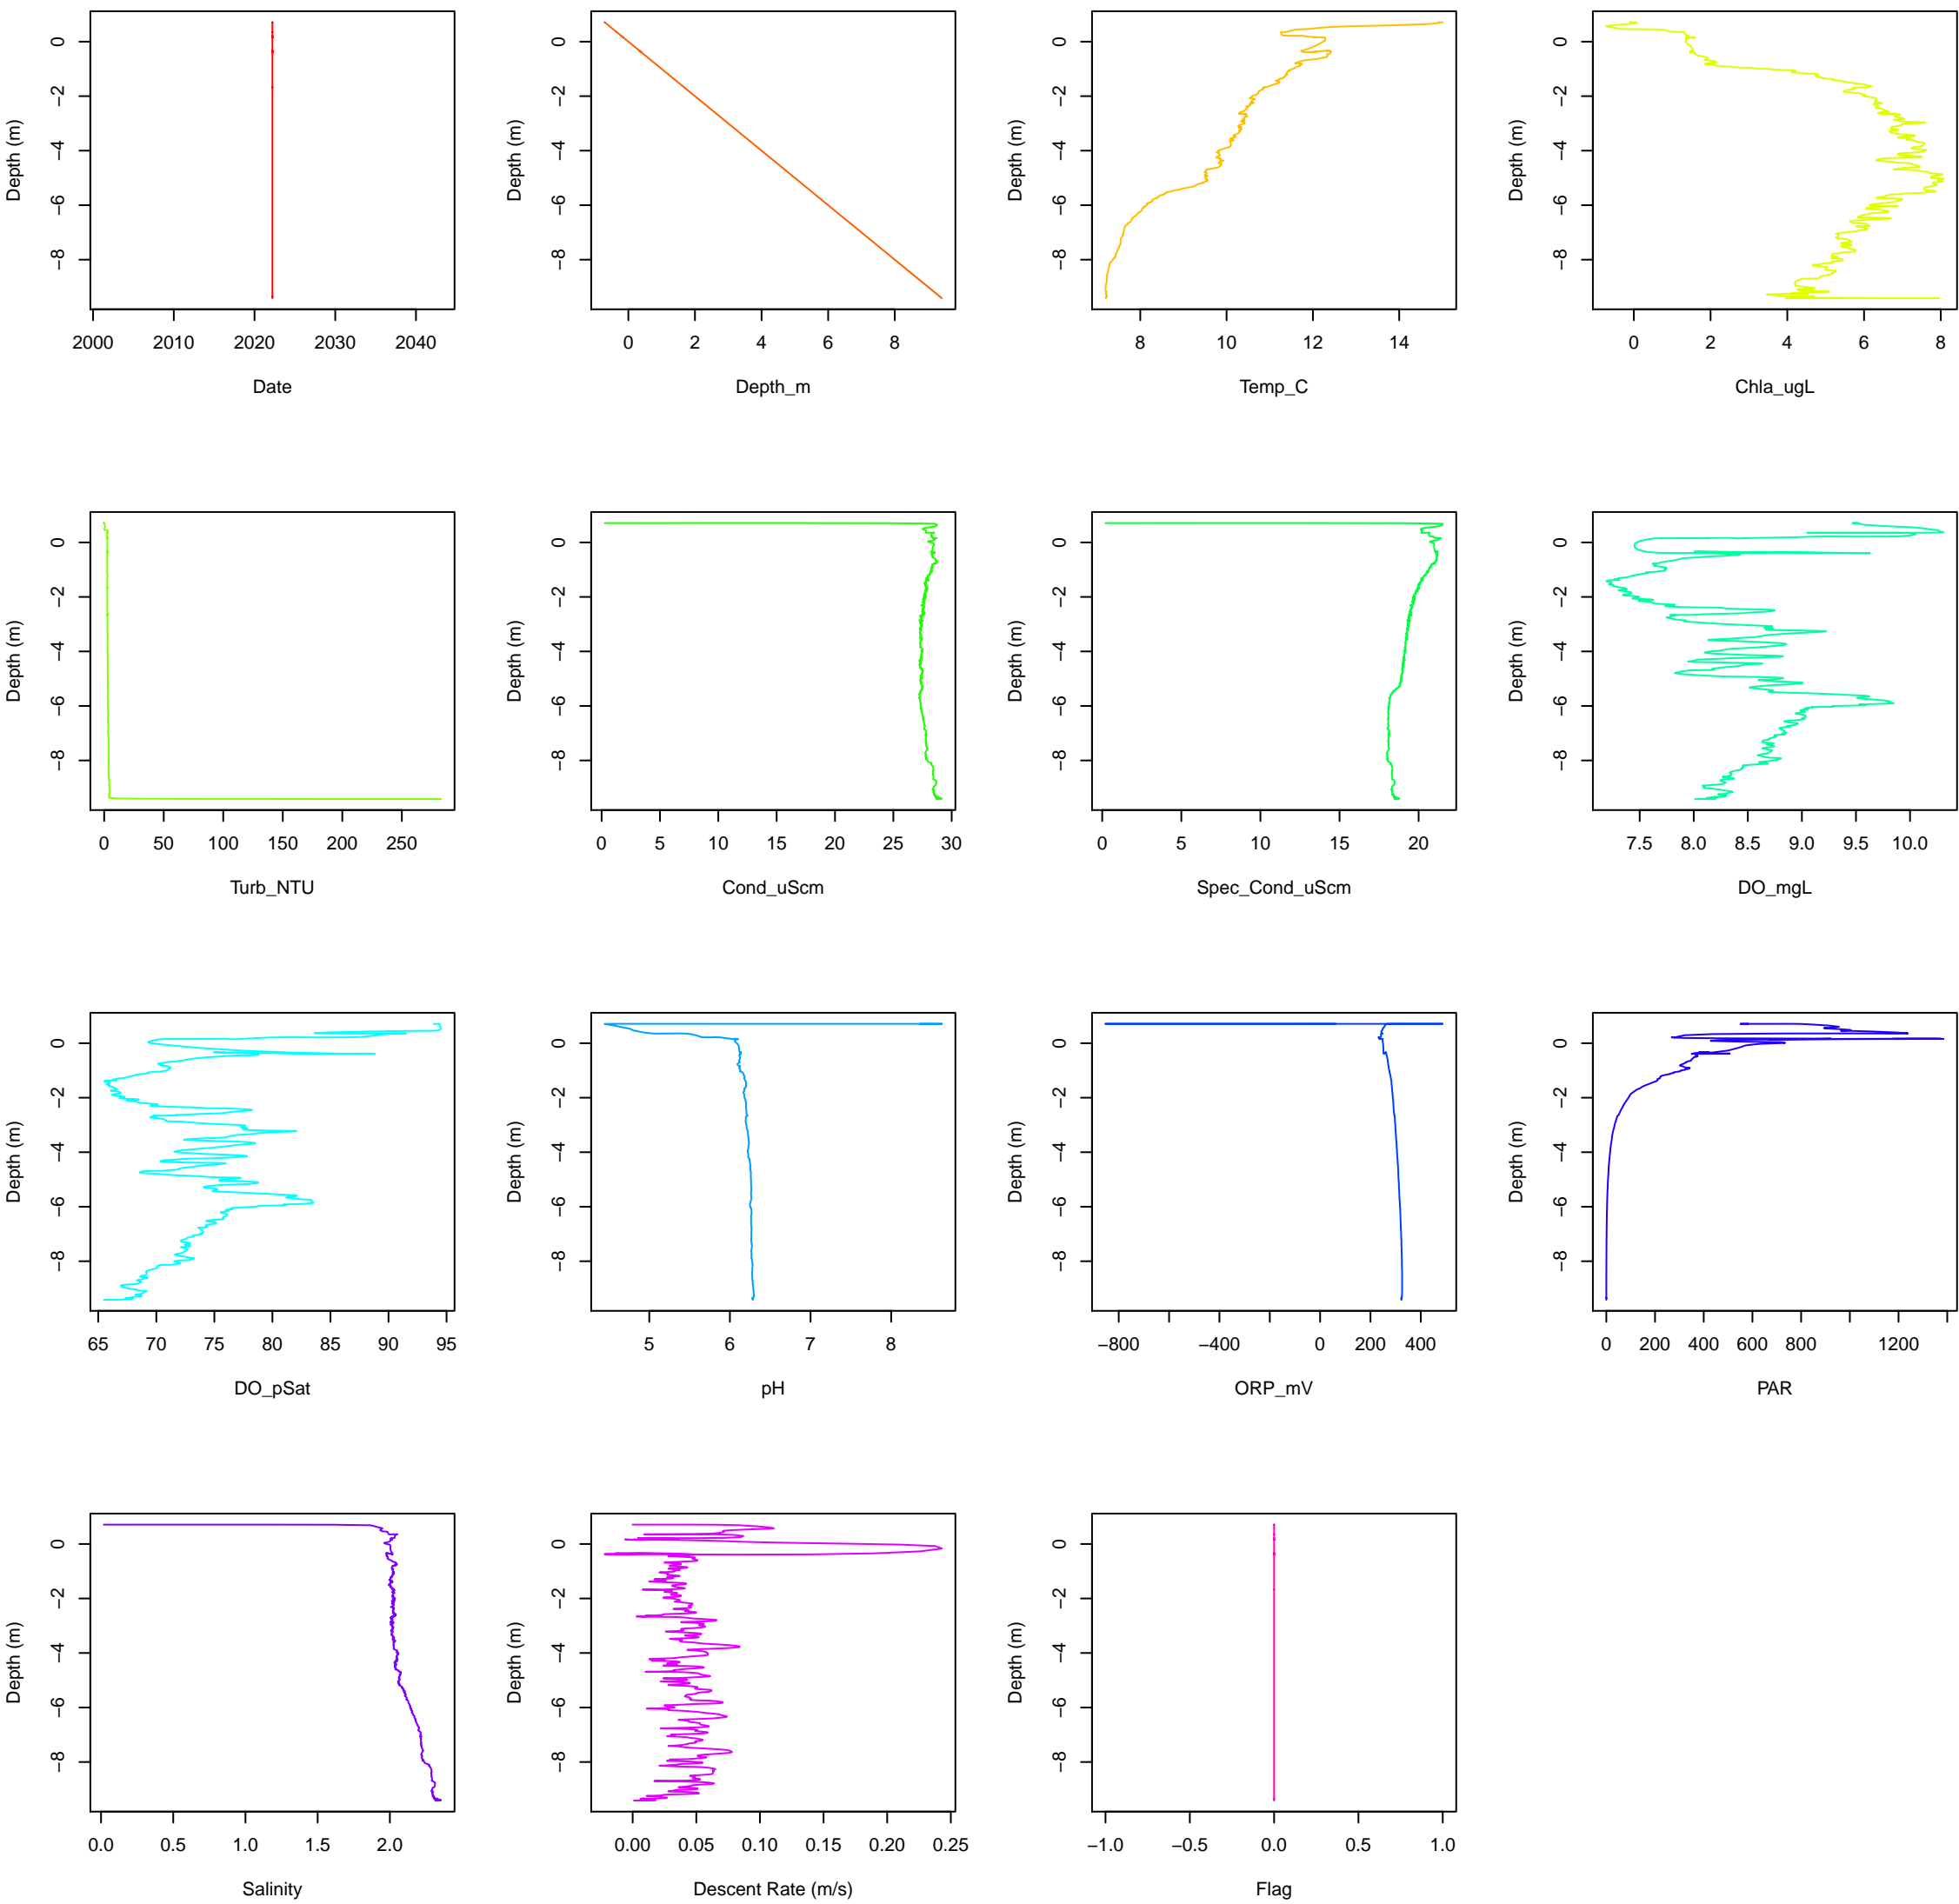 Depth (m)
0
−2
−4
−6
−8
2000 2010 2020 2030 2040
Date
Depth (m)
0
−2
−4
−6
−8
0 2 4 6 8
Depth_m
Depth (m)
0
−2
−4
−6
−8
8 10 12 14
Temp_C
Depth (m)
0
−2
−4
−6
−8
0 2 4 6 8
Chla_ugL
Depth (m)
0
−2
−4
−6
−8
0 50 100 150 200 250
Turb_NTU
Depth (m)
0
−2
−4
−6
−8
0 5 10 15 20 25 30
Cond_uScm
Depth (m)
0
−2
−4
−6
−8
0 5 10 15 20
Spec_Cond_uScm
Depth (m)
0
−2
−4
−6
−8
7.5 8.0 8.5 9.0 9.5 10.0
DO_mgL
Depth (m)
0
−2
−4
−6
−8
65 70 75 80 85 90 95
DO_pSat
Depth (m)
0
−2
−4
−6
−8
5 6 7 8
pH
Depth (m)
0
−2
−4
−6
−8
−800 −400 0 200 400
ORP_mV
Depth (m)
0
−2
−4
−6
−8
0 200 400 600 800 1200
PAR
Depth (m)
0
−2
−4
−6
−8
0.0 0.5 1.0 1.5 2.0
Salinity
Depth (m)
0
−2
−4
−6
−8
0.00 0.05 0.10 0.15 0.20 0.25
Descent Rate (m/s)
Depth (m)
0
−2
−4
−6
−8
−1.0 −0.5 0.0 0.5 1.0
Flag